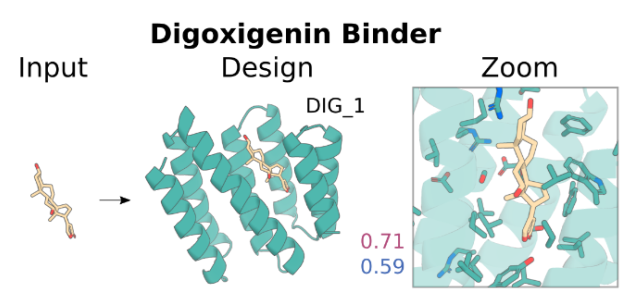 Digoxigenin Binder
Input
Design
Zoom
DIG_1
0.71
0.59